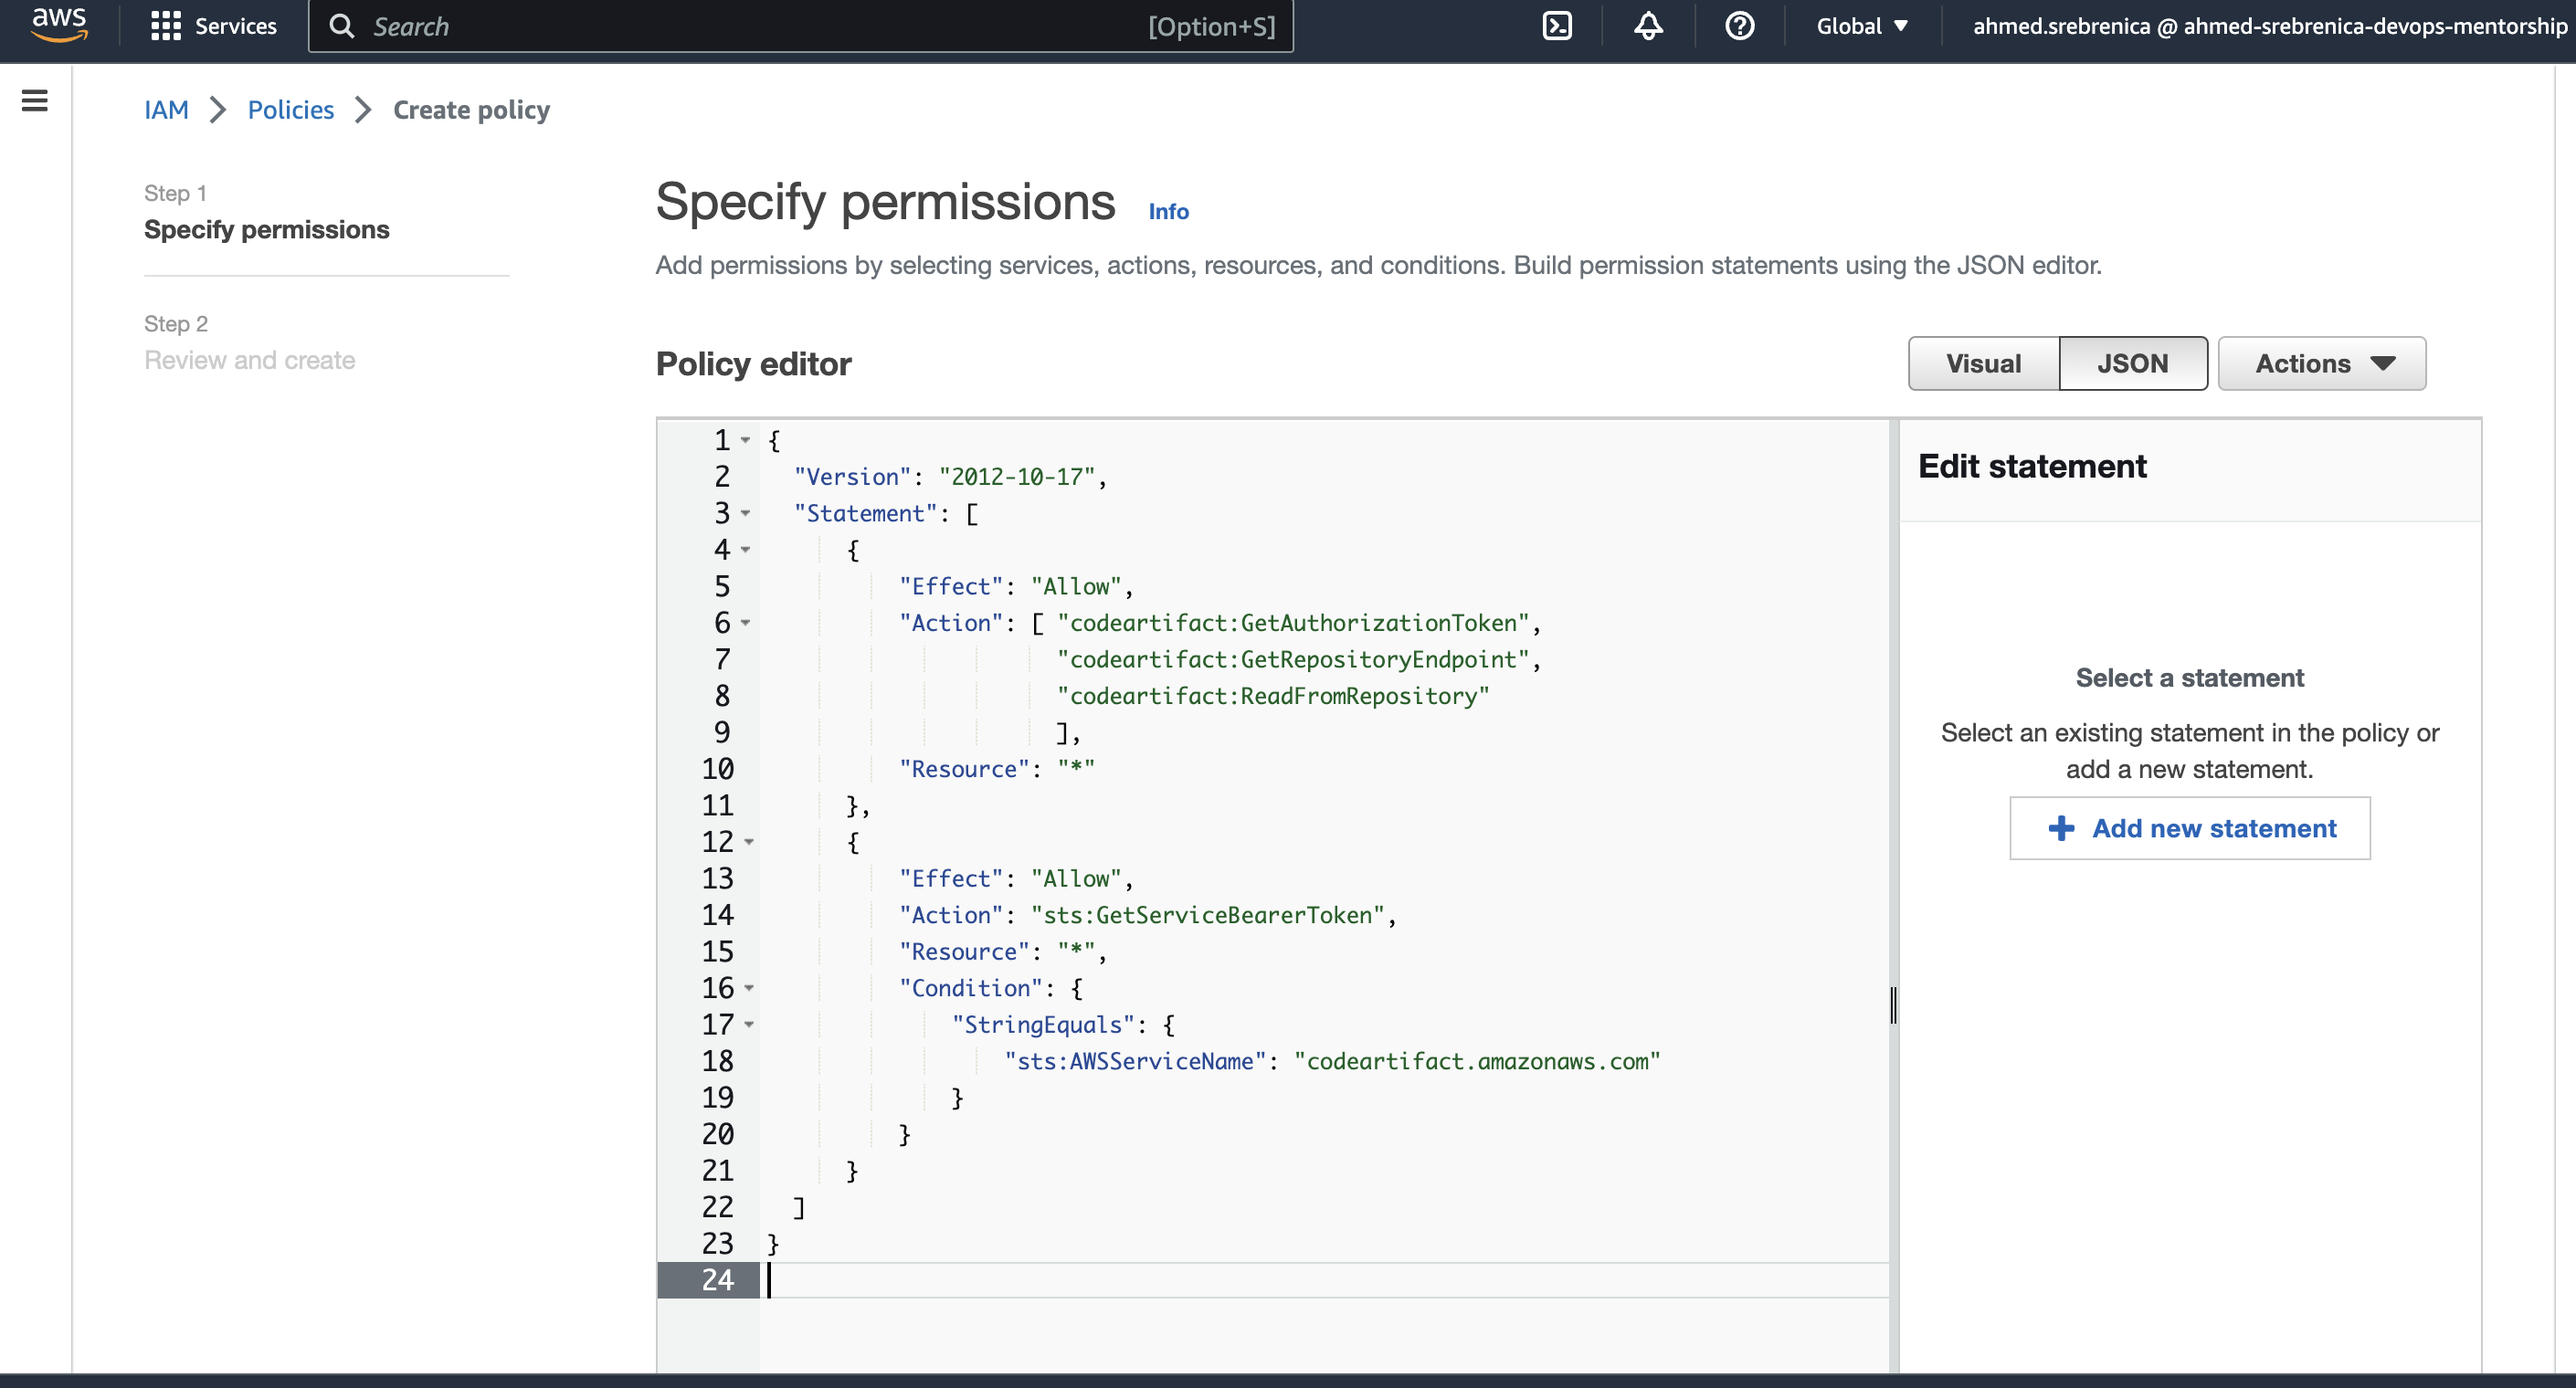 aws Services Search [Option+S] Global ahmed.srebrenica @ ahmed-srebrenica-devops-mentorship
IAM Policies Create policy
Step 1
Specify permissions
Step 2
Review and create
Specify permissions Info
Add permissions by selecting services, actions, resources, and conditions. Build permission statements using the JSON editor.
Policy editor
Visual JSON Actions
1 {
2 "Version": "2012-10-17",
3 "Statement": [
4 {
5 "Effect": "Allow",
6 "Action": [ "codeartifact:GetAuthorizationToken",
7 "codeartifact:GetRepositoryEndpoint",
8 "codeartifact:ReadFromRepository"
9 ],
10 "Resource": "*"
11 },
12 {
13 "Effect": "Allow",
14 "Action": "sts:GetServiceBearerToken",
15 "Resource": "*",
16 "Condition": {
17 "StringEquals": {
18 "sts:AWSServiceName": "codeartifact.amazonaws.com"
19 }
20 }
21 }
22 ]
23 }
24
Edit statement
Select a statement
Select an existing statement in the policy or
add a new statement.
+ Add new statement